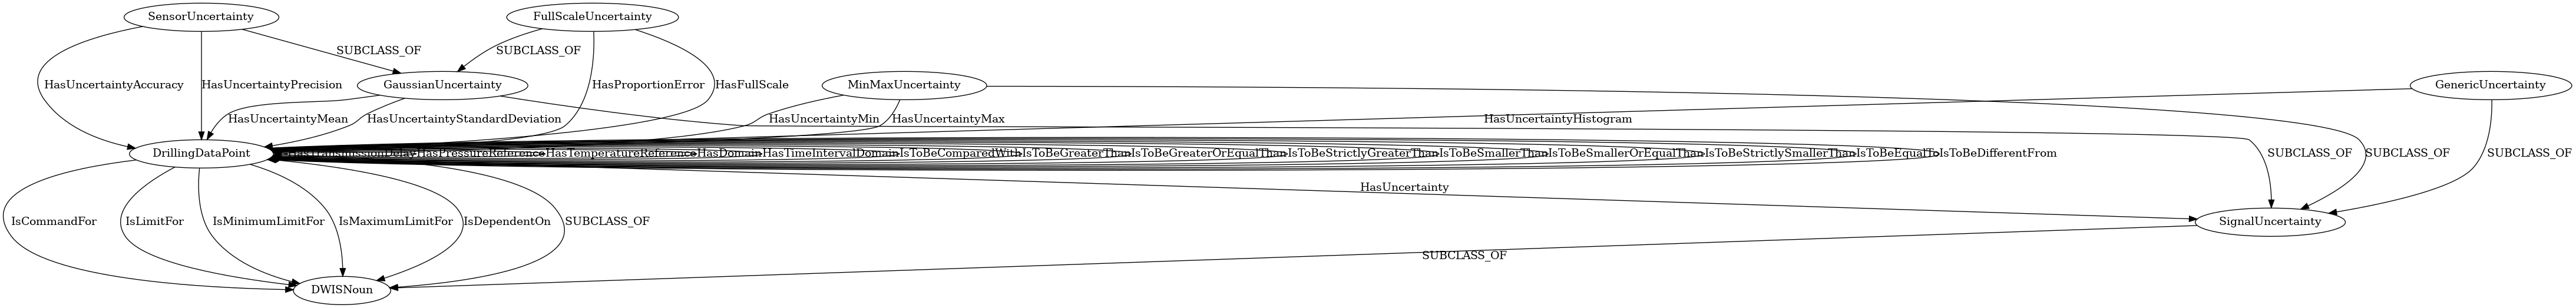 SensorUncertainty
FullScaleUncertainty
SUBCLASS_OF
SUBCLASS_OF
HasUncertaintyAccuracy
HasUncertaintyPrecision
GaussianUncertainty
HasProportionError
HasFullScale
MinMaxUncertainty
GenericUncertainty
HasUncertaintyMean
HasUncertaintyStandardDeviation
HasUncertaintyMin
HasUncertaintyMax
HasUncertaintyHistogram
DrillingDataPoint
HasTransmissionDelay
HasPressureReference
HasTemperatureReference
HasDomain
HasTimeIntervalDomain
IsToBeComparedWith
IsToBeGreaterThan
IsToBeGreaterOrEqualThan
IsToBeStrictlyGreaterThan
IsToBeSmallerThan
IsToBeSmallerOrEqualThan
IsToBeStrictlySmallerThan
IsToBeEqualTo
IsToBeDifferentFrom
SUBCLASS_OF
SUBCLASS_OF
SUBCLASS_OF
HasUncertainty
IsCommandFor
IsLimitFor
IsMinimumLimitFor
IsMaximumLimitFor
IsDependentOn
SUBCLASS_OF
SignalUncertainty
SUBCLASS_OF
DWISNoun